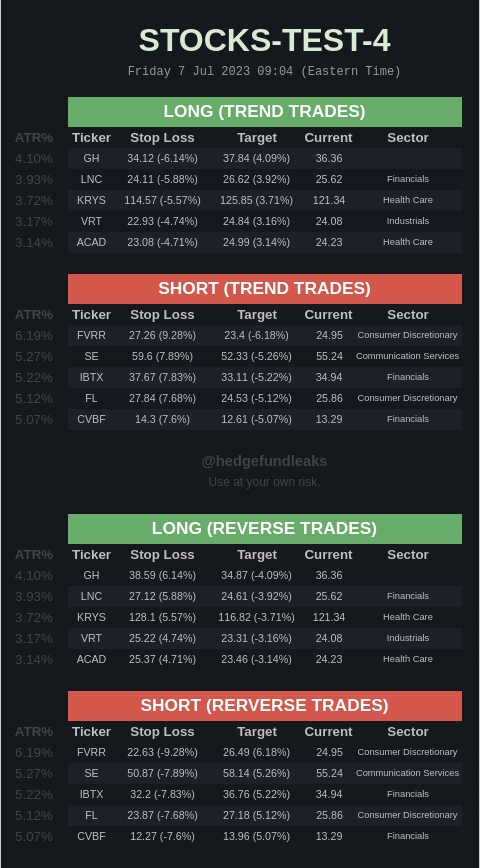 STOCKS-TEST-4
Friday 7 Jul 2023 09:04 (Eastern Time)
LONG (TREND TRADES)
ATR% Ticker Stop Loss Target Current Sector
4.10% GH 34.12 (-6.14%) 37.84 (4.09%) 36.36
3.93% LNC 24.11 (-5.88%) 26.62 (3.92%) 25.62 Financials
3.72% KRYS 114.57 (-5.57%) 125.85 (3.71%) 121.34 Health Care
3.17% VRT 22.93 (-4.74%) 24.84 (3.16%) 24.08 Industrials
3.14% ACAD 23.08 (-4.71%) 24.99 (3.14%) 24.23 Health Care
SHORT (TREND TRADES)
ATR% Ticker Stop Loss Target Current Sector
6.19% FVRR 27.26 (9.28%) 23.4 (-6.18%) 24.95 Consumer Discretionary
5.27% SE 59.6 (7.89%) 52.33 (-5.26%) 55.24 Communication Services
5.22% IBTX 37.67 (7.83%) 33.11 (-5.22%) 34.94 Financials
5.12% FL 27.84 (7.68%) 24.53 (-5.12%) 25.86 Consumer Discretionary
5.07% CVBF 14.3 (7.6%) 12.61 (-5.07%) 13.29 Financials
@hedgefundleaks
Use at your own risk.
LONG (REVERSE TRADES)
ATR% Ticker Stop Loss Target Current Sector
4.10% GH 38.59 (6.14%) 34.87 (-4.09%) 36.36
3.93% LNC 27.12 (5.88%) 24.61 (-3.92%) 25.62 Financials
3.72% KRYS 128.1 (5.57%) 116.82 (-3.71%) 121.34 Health Care
3.17% VRT 25.22 (4.74%) 23.31 (-3.16%) 24.08 Industrials
3.14% ACAD 25.37 (4.71%) 23.46 (-3.14%) 24.23 Health Care
SHORT (RERVERSE TRADES)
ATR% Ticker Stop Loss Target Current Sector
6.19% FVRR 22.63 (-9.28%) 26.49 (6.18%) 24.95 Consumer Discretionary
5.27% SE 50.87 (-7.89%) 58.14 (5.26%) 55.24 Communication Services
5.22% IBTX 32.2 (-7.83%) 36.76 (5.22%) 34.94 Financials
5.12% FL 23.87 (-7.68%) 27.18 (5.12%) 25.86 Consumer Discretionary
5.07% CVBF 12.27 (-7.6%) 13.96 (5.07%) 13.29 Financials